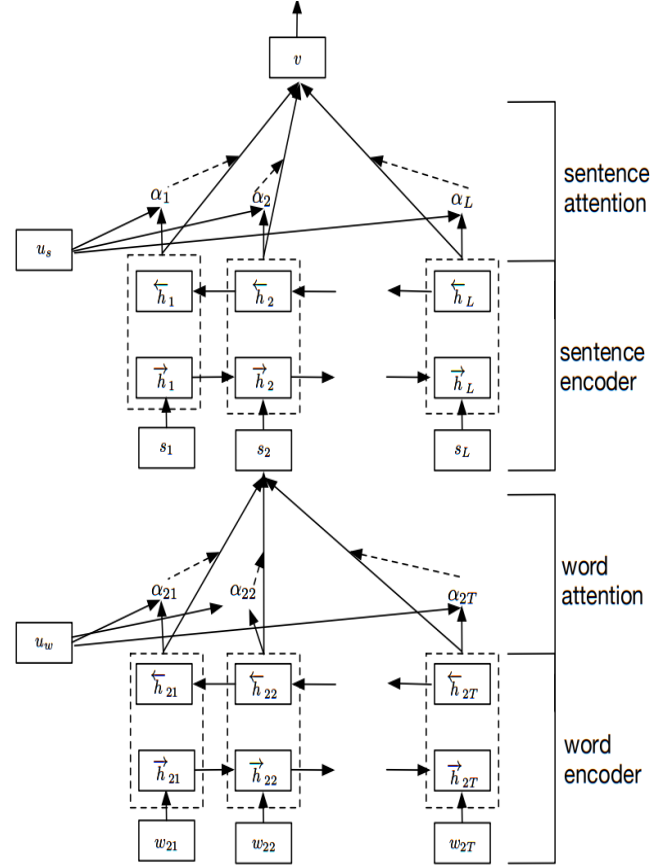 v
sentence
attention
α1 α2 αL
us
←h1 ←h2 ←hL
sentence
encoder
→h1 →h2 →hL
s1 s2 sL
word
attention
α21 α22 α2T
uw
←h21 ←h22 ←h2T
word
encoder
→h21 →h22 →h2T
w21 w22 w2T